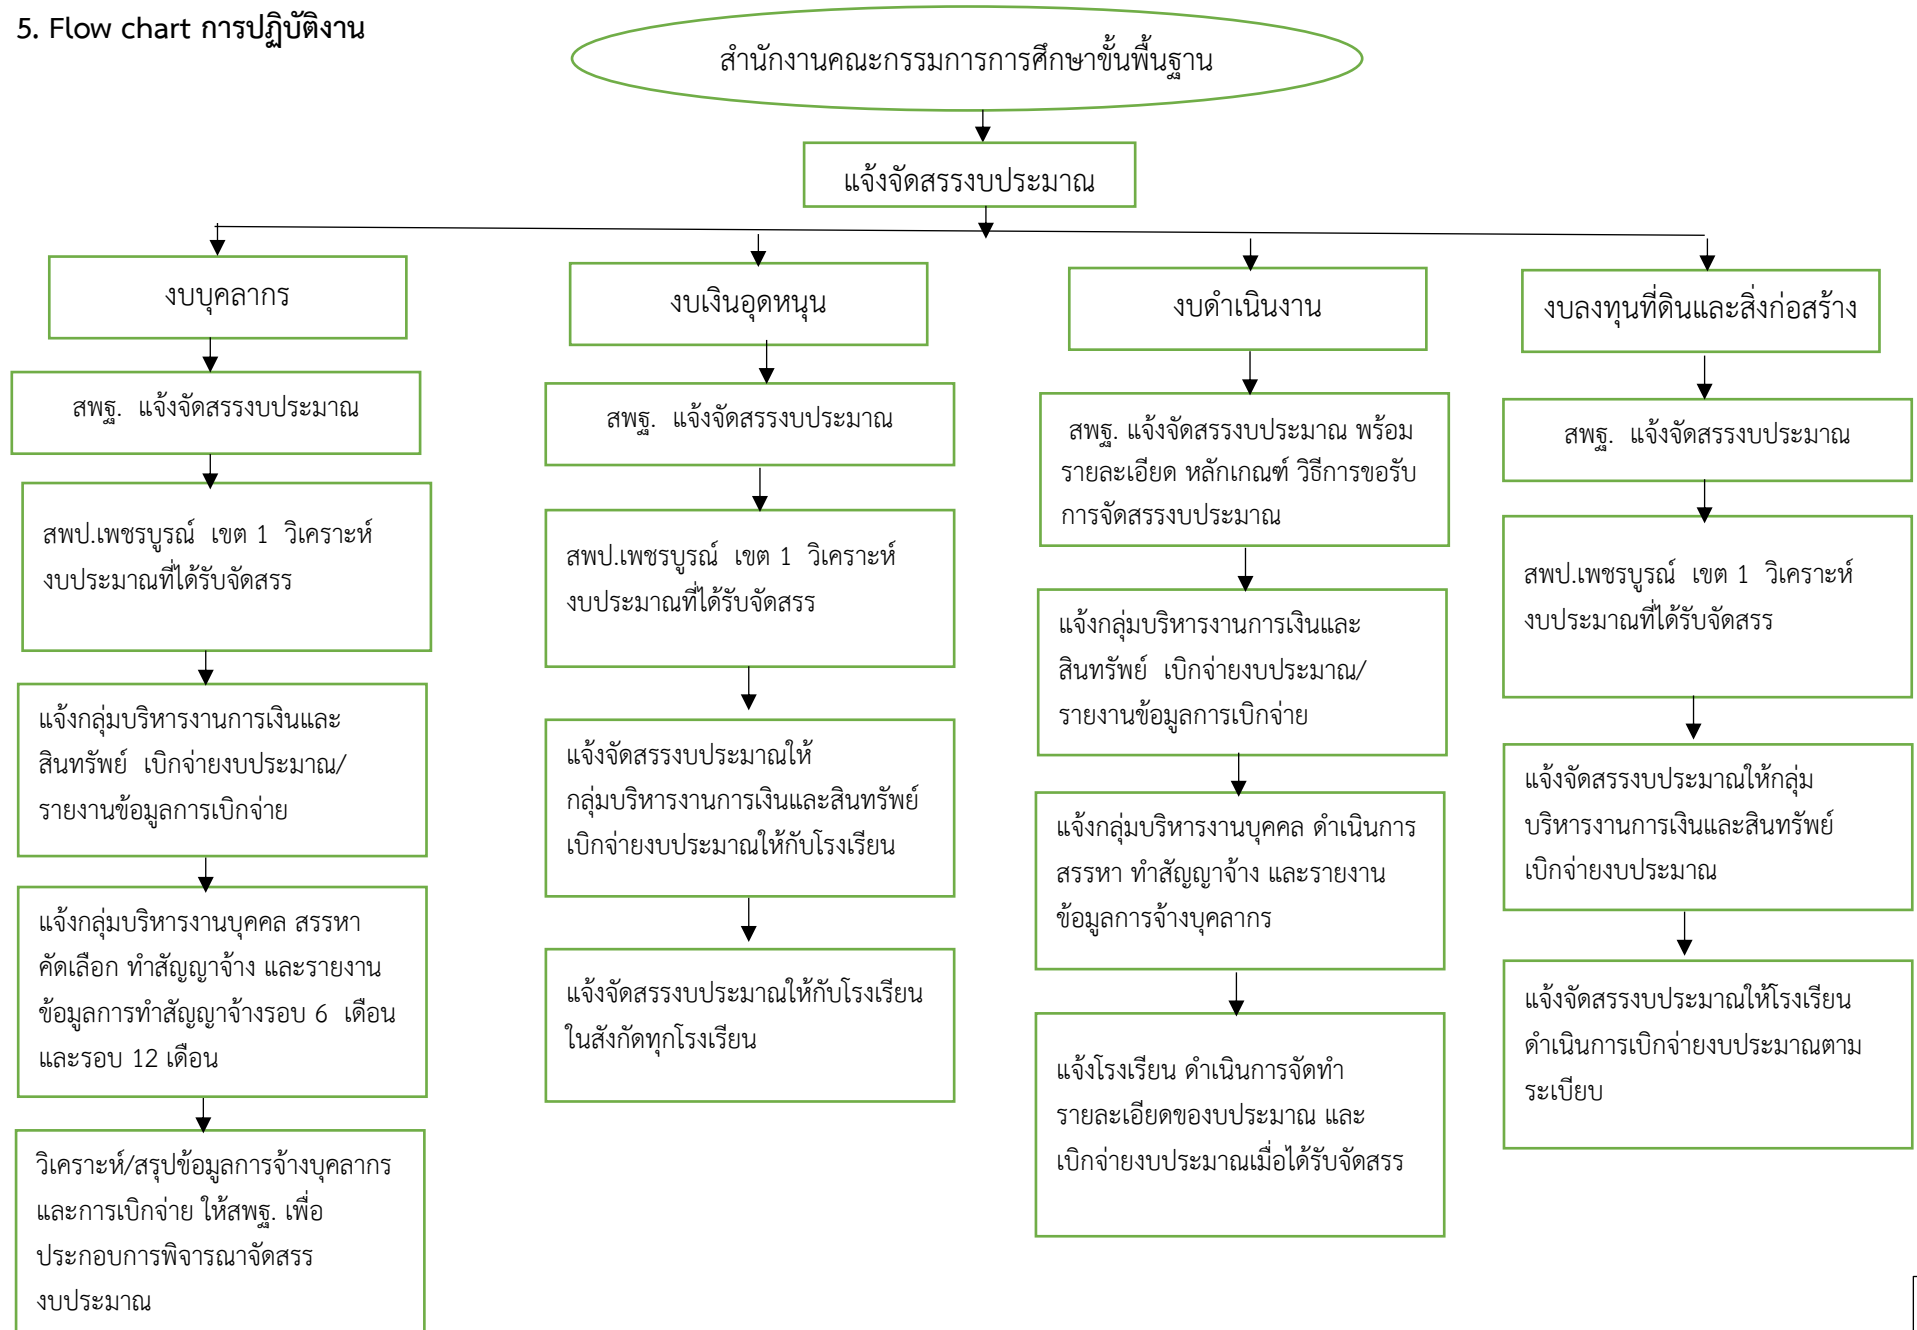 5. Flow chart การปฏิบัติงาน
สำนักงานคณะกรรมการการศึกษาขั้นพื้นฐาน
แจ้งจัดสรรงบประมาณ
งบบุคลากร
สพฐ. แจ้งจัดสรรงบประมาณ
สพป.เพชรบูรณ์ เขต 1 วิเคราะห์
งบประมาณที่ได้รับจัดสรร
แจ้งกลุ่มบริหารงานการเงินและ
สินทรัพย์ เบิกจ่ายงบประมาณ/
รายงานข้อมูลการเบิกจ่าย
แจ้งกลุ่มบริหารงานบุคคล สรรหา
คัดเลือก ทำสัญญาจ้าง และรายงาน
ข้อมูลการทำสัญญาจ้างรอบ 6 เดือน
และรอบ 12 เดือน
วิเคราะห์/สรุปข้อมูลการจ้างบุคลากร
และการเบิกจ่าย ให้สพฐ. เพื่อ
ประกอบการพิจารณาจัดสรร
งบประมาณ
งบเงินอุดหนุน
สพฐ. แจ้งจัดสรรงบประมาณ
สพป.เพชรบูรณ์ เขต 1 วิเคราะห์
งบประมาณที่ได้รับจัดสรร
แจ้งจัดสรรงบประมาณให้
กลุ่มบริหารงานการเงินและสินทรัพย์
เบิกจ่ายงบประมาณให้กับโรงเรียน
แจ้งจัดสรรงบประมาณให้กับโรงเรียน
ในสังกัดทุกโรงเรียน
งบดำเนินงาน
สพฐ. แจ้งจัดสรรงบประมาณ พร้อม
รายละเอียด หลักเกณฑ์ วิธีการขอรับ
การจัดสรรงบประมาณ
แจ้งกลุ่มบริหารงานการเงินและ
สินทรัพย์ เบิกจ่ายงบประมาณ/
รายงานข้อมูลการเบิกจ่าย
แจ้งกลุ่มบริหารงานบุคคล ดำเนินการ
สรรหา ทำสัญญาจ้าง และรายงาน
ข้อมูลการจ้างบุคลากร
แจ้งโรงเรียน ดำเนินการจัดทำ
รายละเอียดของบประมาณ และ
เบิกจ่ายงบประมาณเมื่อได้รับจัดสรร
งบลงทุนที่ดินและสิ่งก่อสร้าง
สพฐ. แจ้งจัดสรรงบประมาณ
สพป.เพชรบูรณ์ เขต 1 วิเคราะห์
งบประมาณที่ได้รับจัดสรร
แจ้งจัดสรรงบประมาณให้กลุ่ม
บริหารงานการเงินและสินทรัพย์
เบิกจ่ายงบประมาณ
แจ้งจัดสรรงบประมาณให้โรงเรียน
ดำเนินการเบิกจ่ายงบประมาณตาม
ระเบียบ